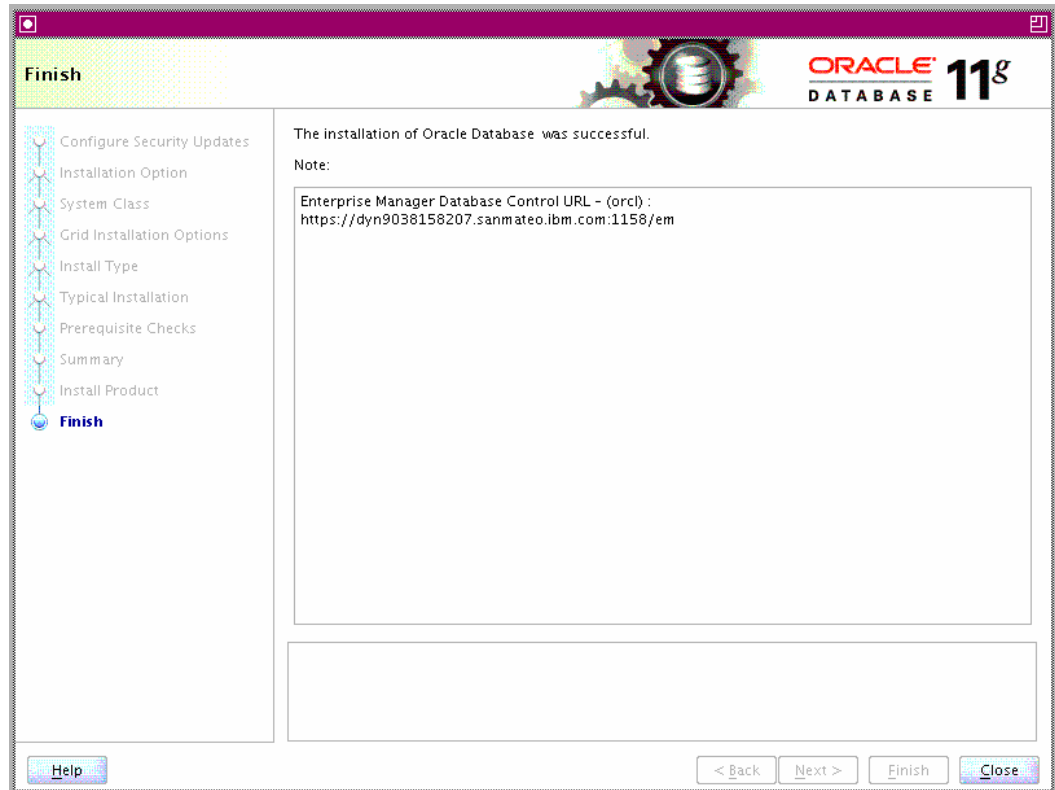 Finish
ORACLE
DATABASE
11g
Configure Security Updates
Installation Option
System Class
Grid Installation Options
Install Type
Typical Installation
Prerequisite Checks
Summary
Install Product
Finish
The installation of Oracle Database was successful.
Note:
Enterprise Manager Database Control URL - (orcl) :
https://dyn9038158207.sanmateo.ibm.com:1158/em
Help
< Back
Next >
Finish
Close